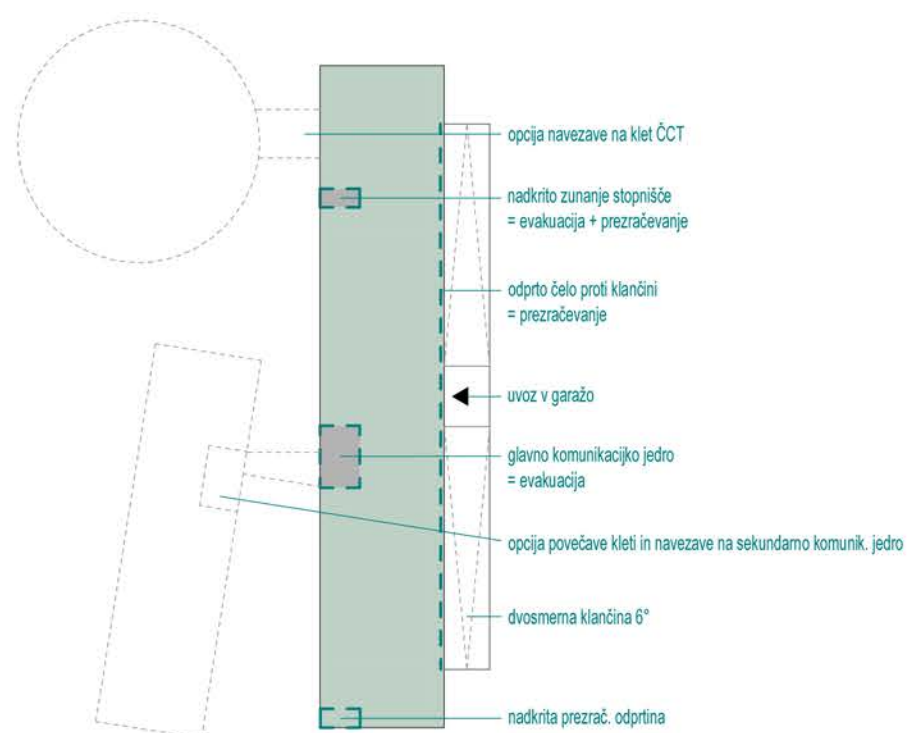 opcija navezave na klet ČCT
nadkrito zunanje stopnišče
= evakuacija + prezračevanje
odprto čelo proti klančini
= prezračevanje
uvoz v garažo
glavno komunikacijko jedro
= evakuacija
opcija povečave kleti in navezave na sekundarno komunik. jedro
dvosmerna klančina 6°
nadkrita prezrač. odprtina